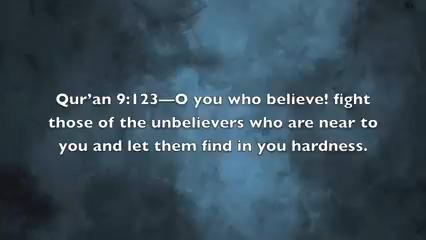 Qur'an 9:123—O you who believe! fight
those of the unbelievers who are near to
you and let them find in you hardness.